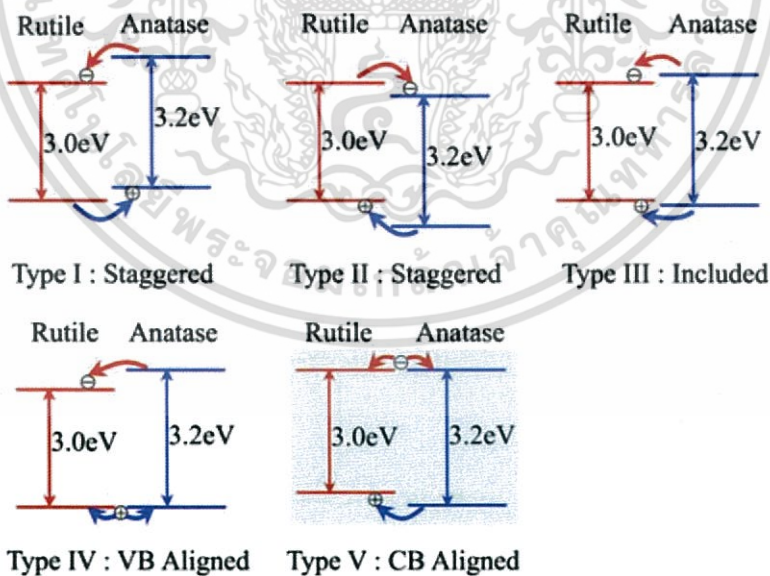 Rutile Anatase Rutile Anatase Rutile Anatase
⊖ ⊖ ⊖
3.0eV 3.2eV 3.0eV 3.2eV 3.0eV 3.2eV
⊕ ⊕ ⊕
Type I : Staggered Type II : Staggered Type III : Included
Rutile Anatase Rutile Anatase
⊖ ⊖
3.0eV 3.2eV 3.0eV 3.2eV
⊕ ⊕
Type IV : VB Aligned Type V : CB Aligned